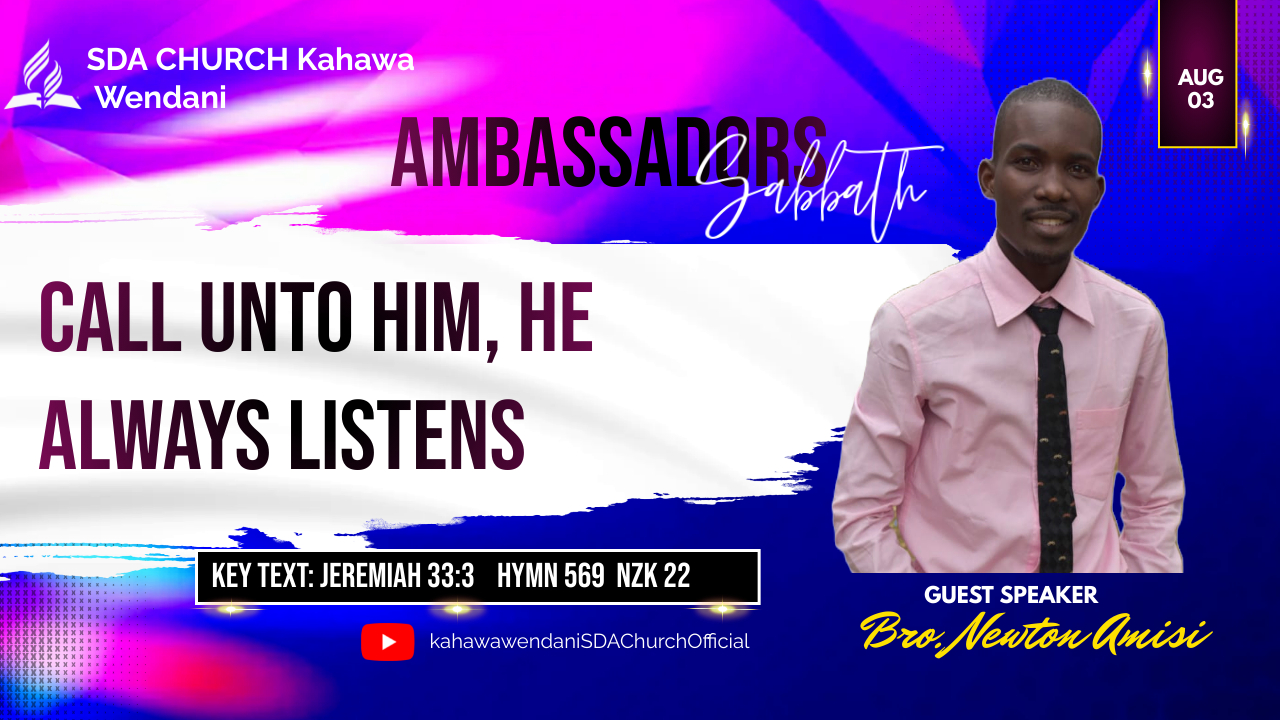 SDA CHURCH Kahawa
Wendani
AUG
03
AMBASSADORS
Sabbath
CALL UNTO HIM, HE
ALWAYS LISTENS
KEY TEXT: JEREMIAH 33:3 HYMN 569 NZK 22
kahawawendaniSDAChurchOfficial
GUEST SPEAKER
Bro. Newton Amisi